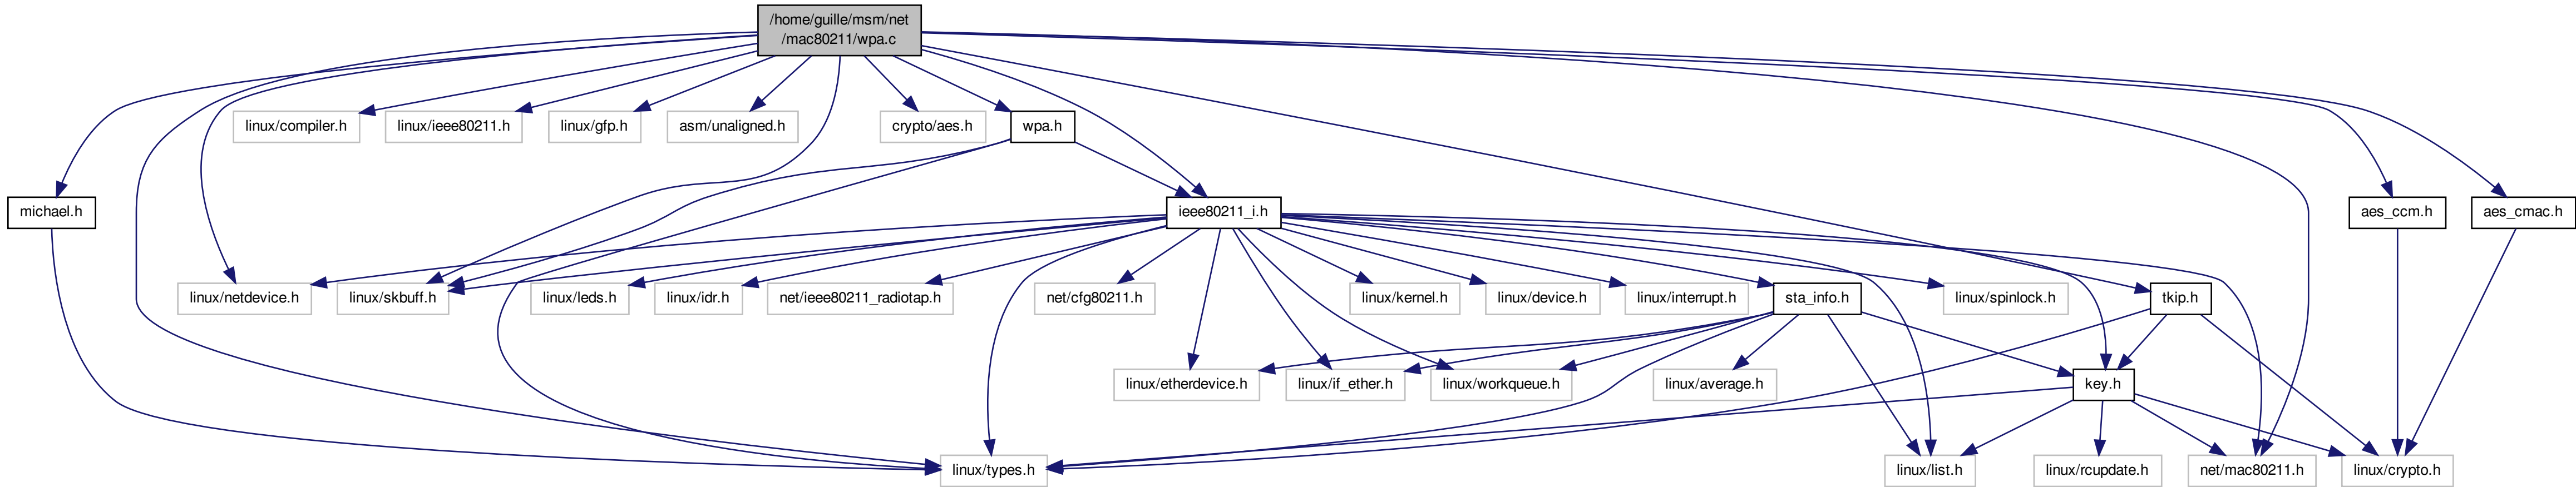 /home/guille/msm/net
/mac80211/wpa.c
linux/compiler.h
linux/ieee80211.h
linux/gfp.h
asm/unaligned.h
crypto/aes.h
wpa.h
michael.h
ieee80211_i.h
aes_ccm.h
aes_cmac.h
linux/netdevice.h
linux/skbuff.h
linux/leds.h
linux/idr.h
net/ieee80211_radiotap.h
net/cfg80211.h
linux/kernel.h
linux/device.h
linux/interrupt.h
sta_info.h
linux/spinlock.h
tkip.h
linux/etherdevice.h
linux/if_ether.h
linux/workqueue.h
linux/average.h
key.h
linux/types.h
linux/list.h
linux/rcupdate.h
net/mac80211.h
linux/crypto.h